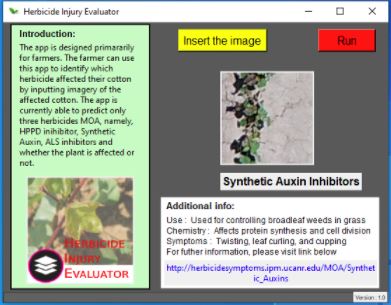 Herbicide Injury Evaluator
Introduction:
The app is designed primararily
for farmers. The farmer can use
this app to identify which
herbicide affected their cotton
by inputting imagery of the
affected cotton. The app is
currently able to predict only
three herbicides MOA, namely,
HPPD inihibitor, Synthetic
Auxin, ALS inhibitors and
whether the plant is affected or
not.
HERBICIDE
INJURY
EVALUATOR
Insert the image
Run
Synthetic Auxin Inhibitors
Additional info:
Use : Used for controlling broadleaf weeds in grass
Chemistry : Affects protein synthesis and cell division
Symptoms : Twisting, leaf curling, and cupping
For futher information, please visit link below
http://herbicidesymptoms.ipm.ucanr.edu/MOA/Synthet
ic_Auxins
Version : 1.0